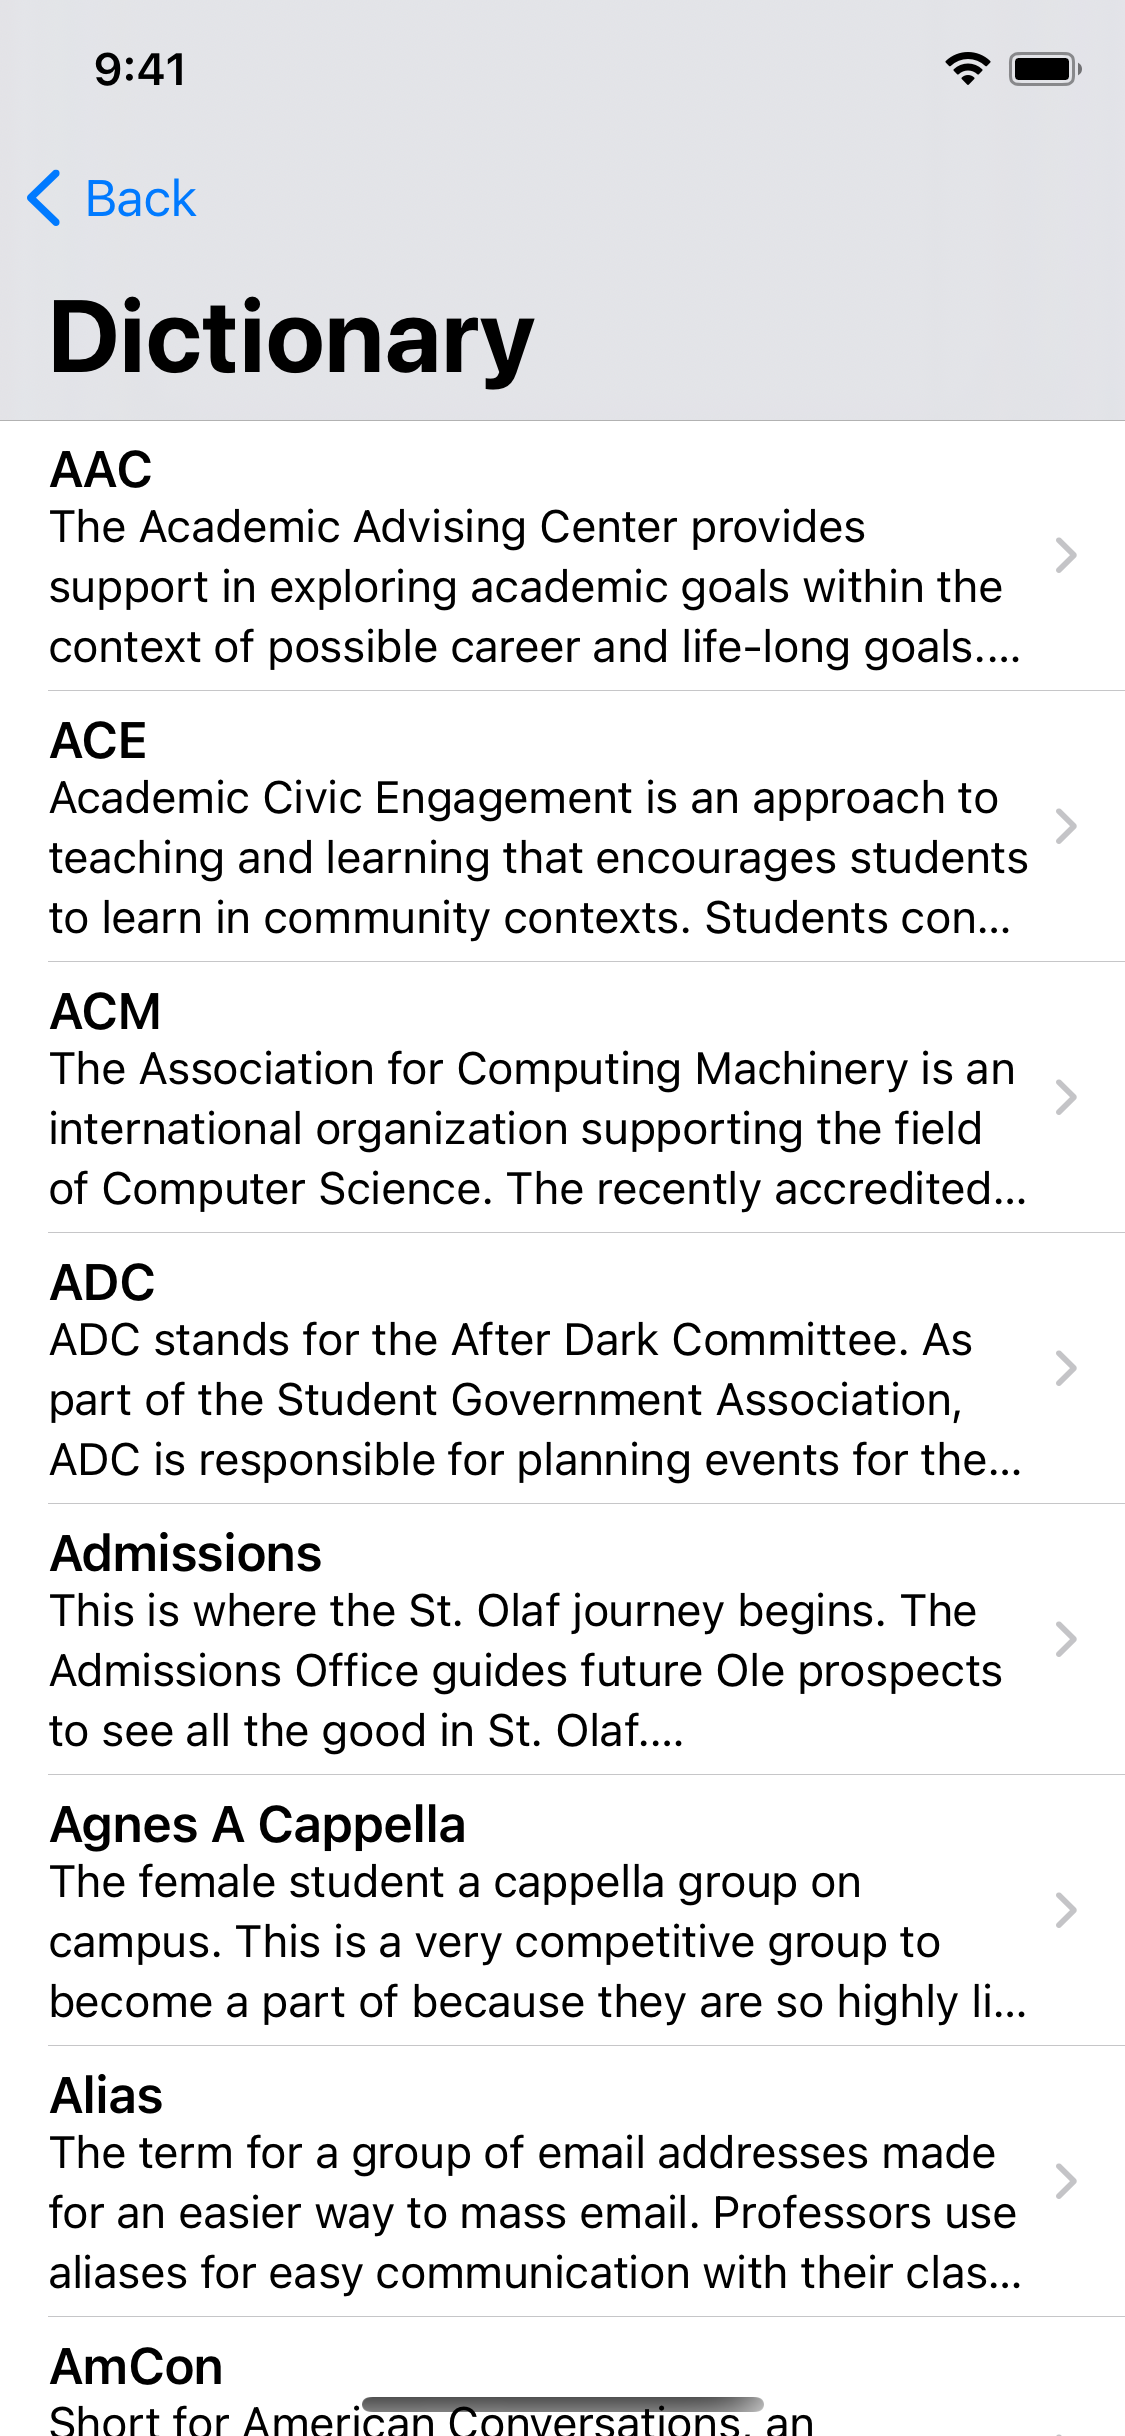 9:41
Back
Dictionary
AAC
The Academic Advising Center provides
support in exploring academic goals within the
context of possible career and life-long goals....
ACE
Academic Civic Engagement is an approach to
teaching and learning that encourages students
to learn in community contexts. Students con...
ACM
The Association for Computing Machinery is an
international organization supporting the field
of Computer Science. The recently accredited...
ADC
ADC stands for the After Dark Committee. As
part of the Student Government Association,
ADC is responsible for planning events for the...
Admissions
This is where the St. Olaf journey begins. The
Admissions Office guides future Ole prospects
to see all the good in St. Olaf....
Agnes A Cappella
The female student a cappella group on
campus. This is a very competitive group to
become a part of because they are so highly li...
Alias
The term for a group of email addresses made
for an easier way to mass email. Professors use
aliases for easy communication with their clas...
AmCon
Short for American Conversations, an